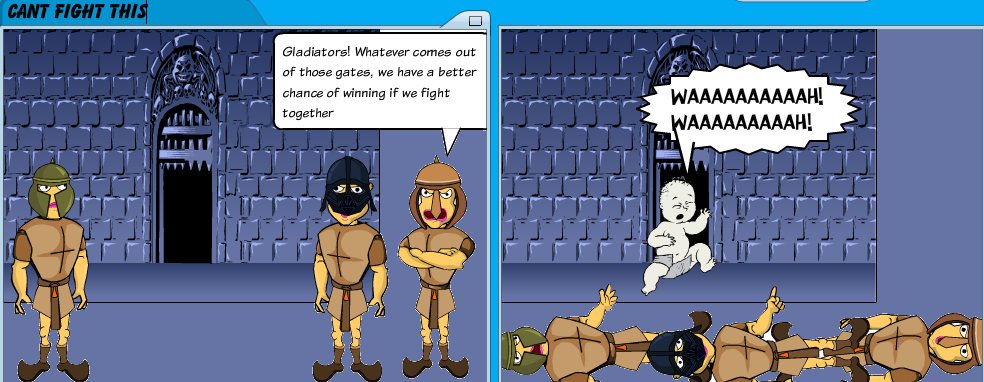 CANT FIGHT THIS
Gladiators! Whatever comes out
of those gates, we have a better
chance of winning if we fight
together
WAAAAAAAAAAH!
WAAAAAAAAAH!